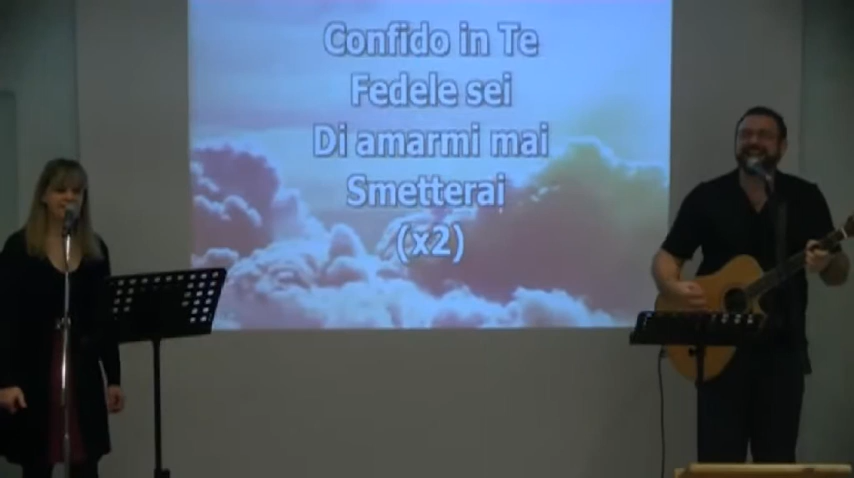 Confido in Te
Fedele sei
Di amarmi mai
Smetterai
(x2)